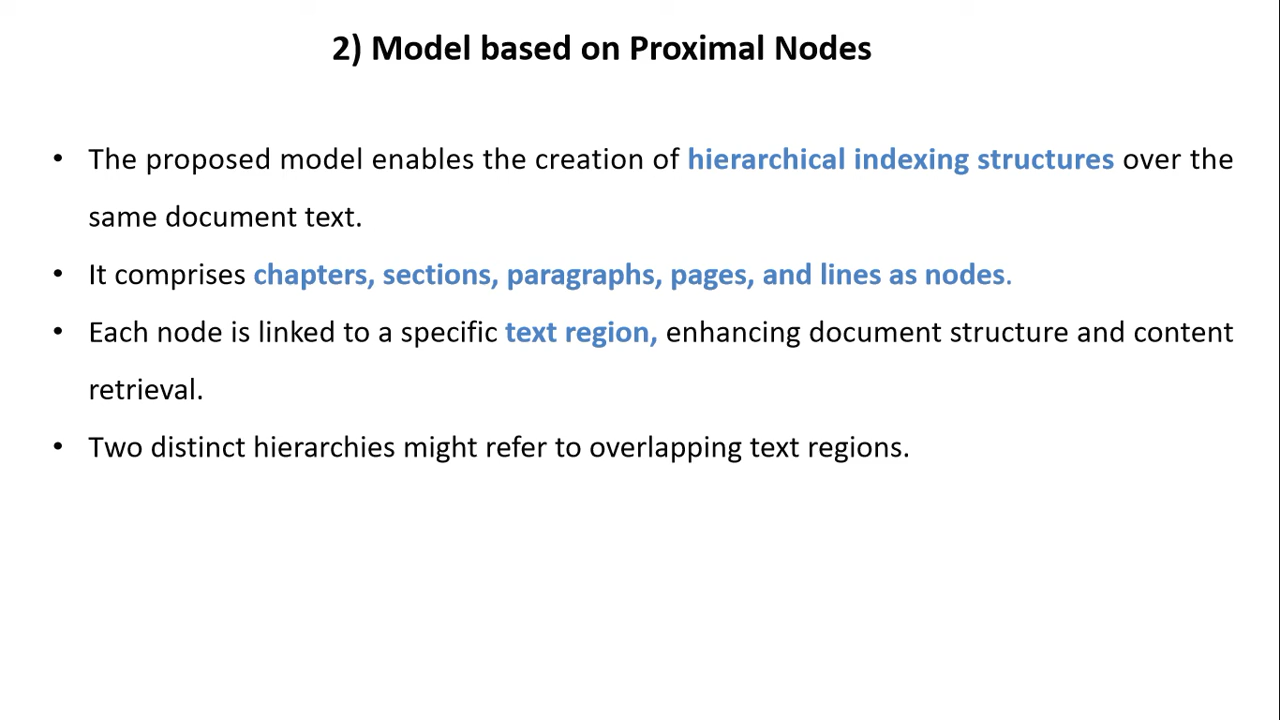 2) Model based on Proximal Nodes
• The proposed model enables the creation of hierarchical indexing structures over the
same document text.
• It comprises chapters, sections, paragraphs, pages, and lines as nodes.
• Each node is linked to a specific text region, enhancing document structure and content
retrieval.
• Two distinct hierarchies might refer to overlapping text regions.